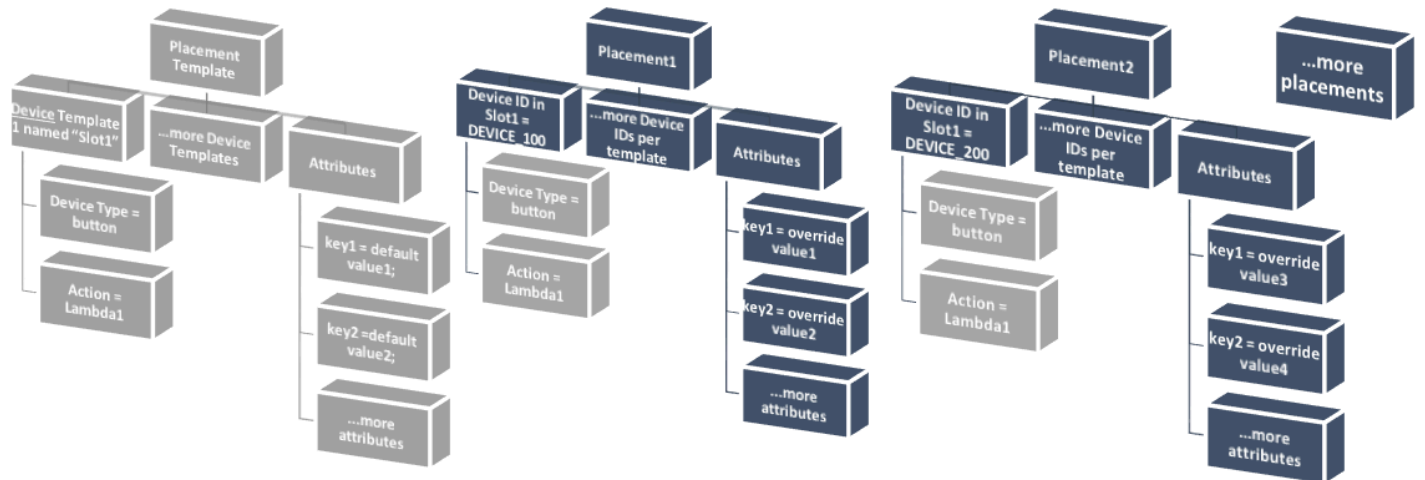 Placement
Template
Device Template
1 named “Slot1”
...more Device
Templates
Attributes
Device Type =
button
Action =
Lambda1
key1 = default
value1;
key2 =default
value2;
...more
attributes
Placement1
Device ID in
Slot1 =
DEVICE_100
...more Device
IDs per
template
Attributes
Device Type =
button
Action =
Lambda1
key1 = override
value1
key2 = override
value2
...more
attributes
Placement2
Device ID in
Slot1 =
DEVICE_200
...more Device
IDs per
template
Attributes
Device Type =
button
Action =
Lambda1
key1 = override
value3
key2 = override
value4
...more
attributes
...more
placements